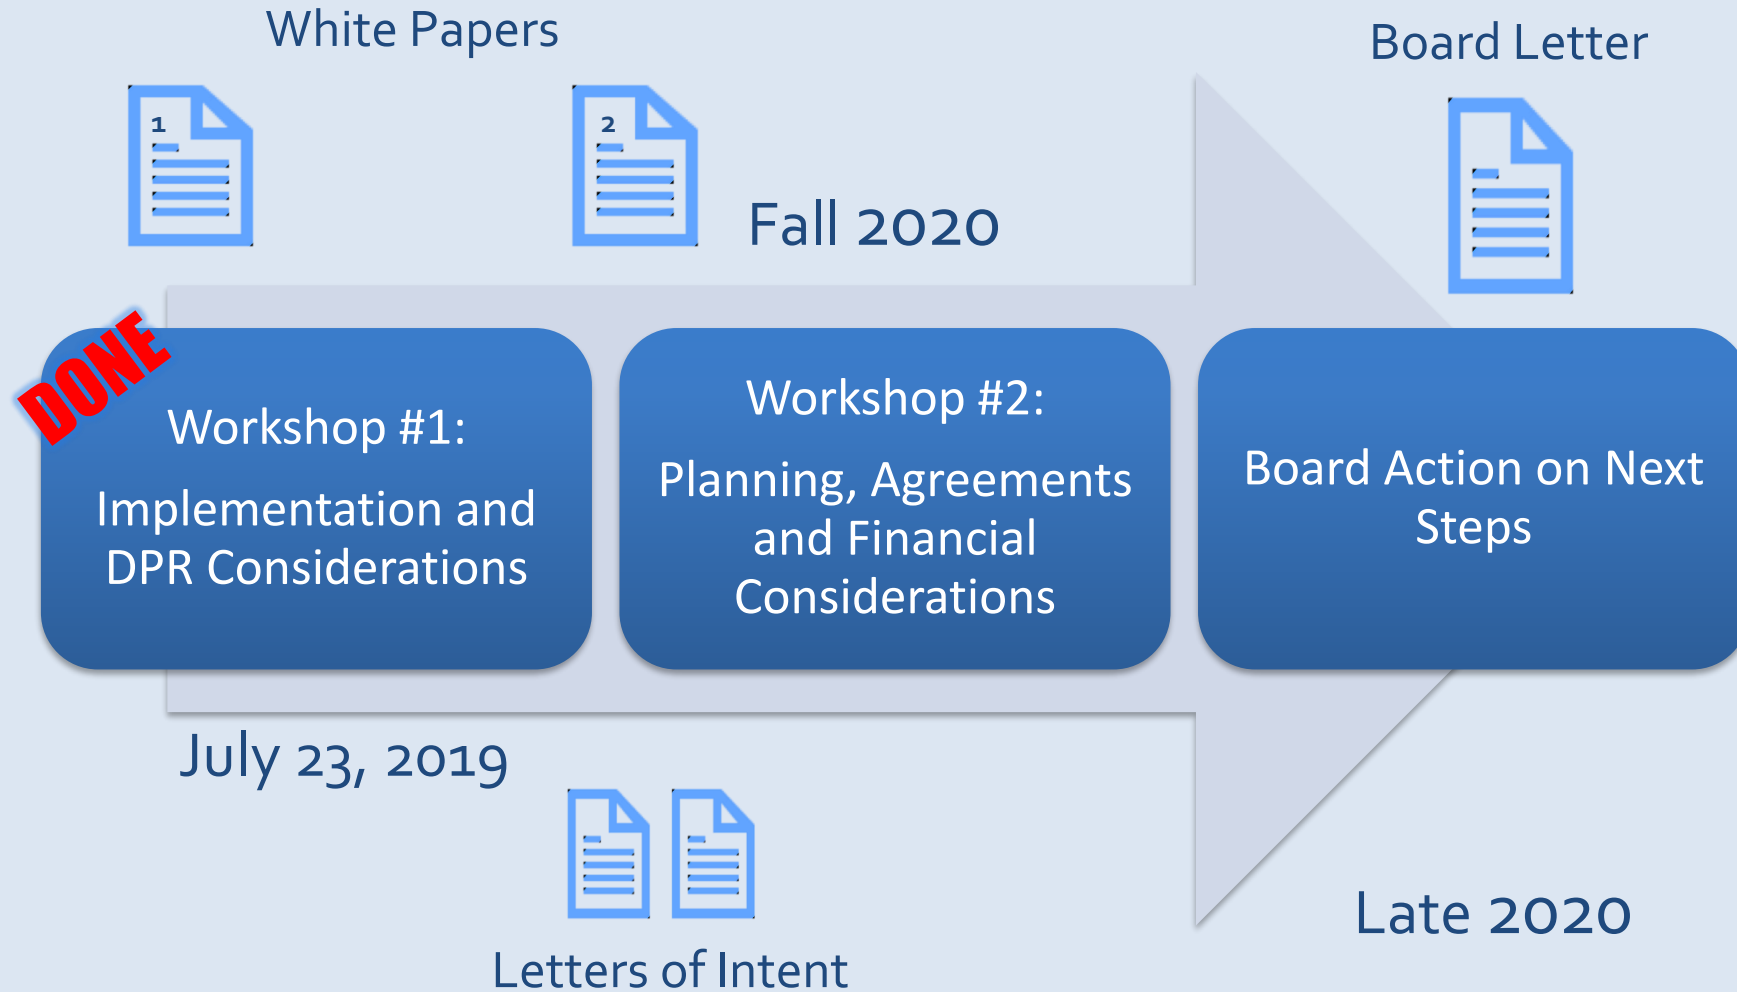 White Papers
Board Letter
1
2
Fall 2020
DONE
Workshop #1:
Implementation and
DPR Considerations
Workshop #2:
Planning, Agreements
and Financial
Considerations
Board Action on Next
Steps
July 23, 2019
Late 2020
Letters of Intent